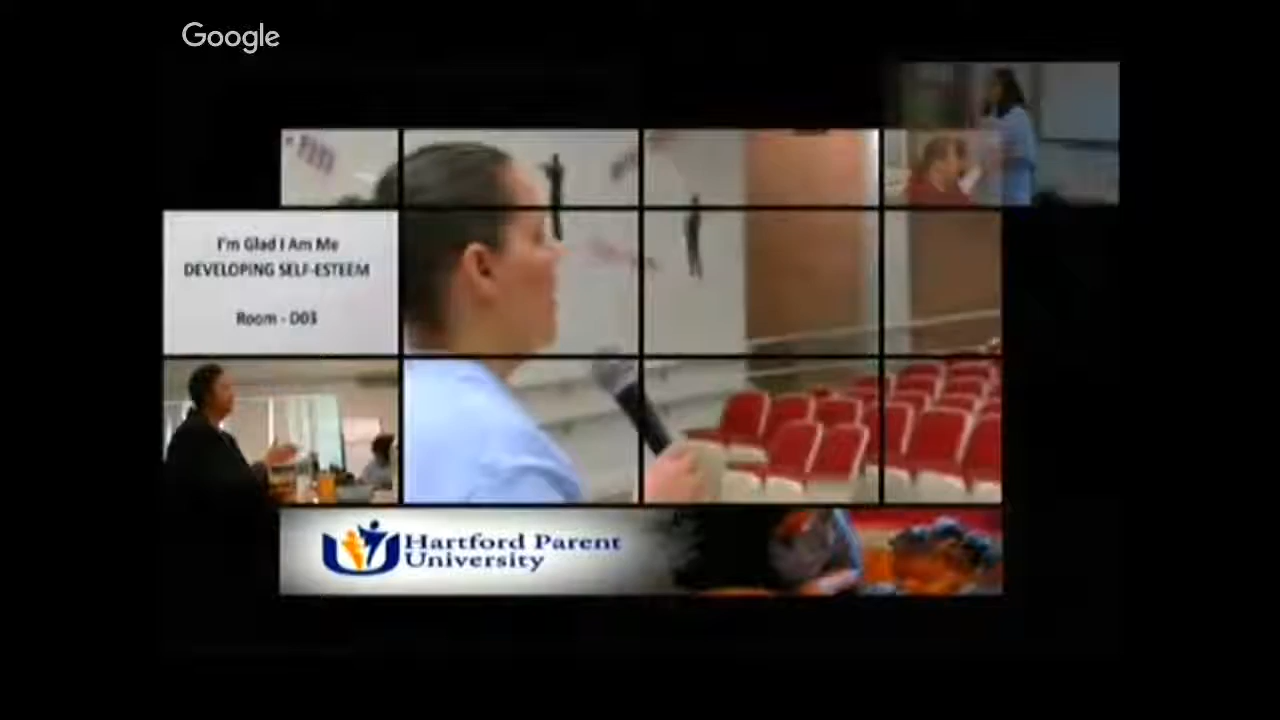 Google
I'm Glad I Am Me
DEVELOPING SELF-ESTEEM
Room - D03
Hartford Parent
University